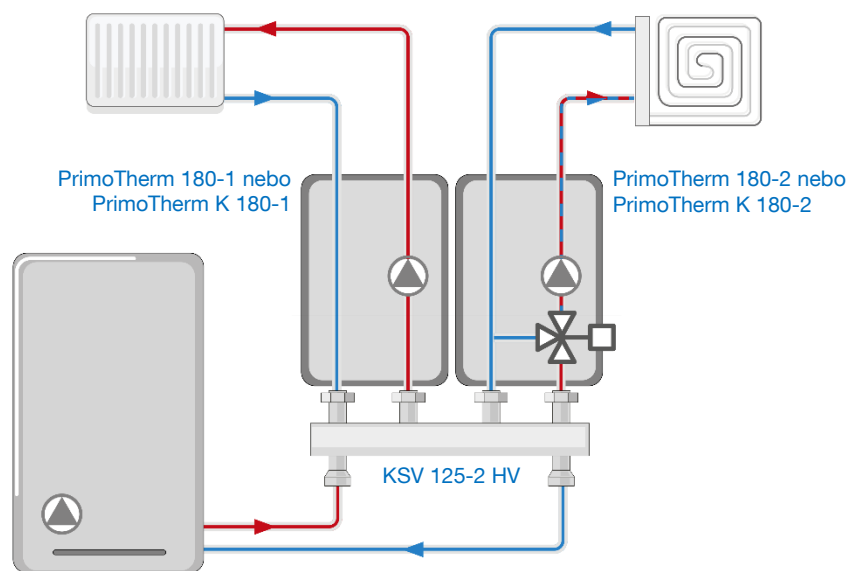 PrimoTherm 180-1 nebo
PrimoTherm K 180-1
PrimoTherm 180-2 nebo
PrimoTherm K 180-2
KSV 125-2 HV